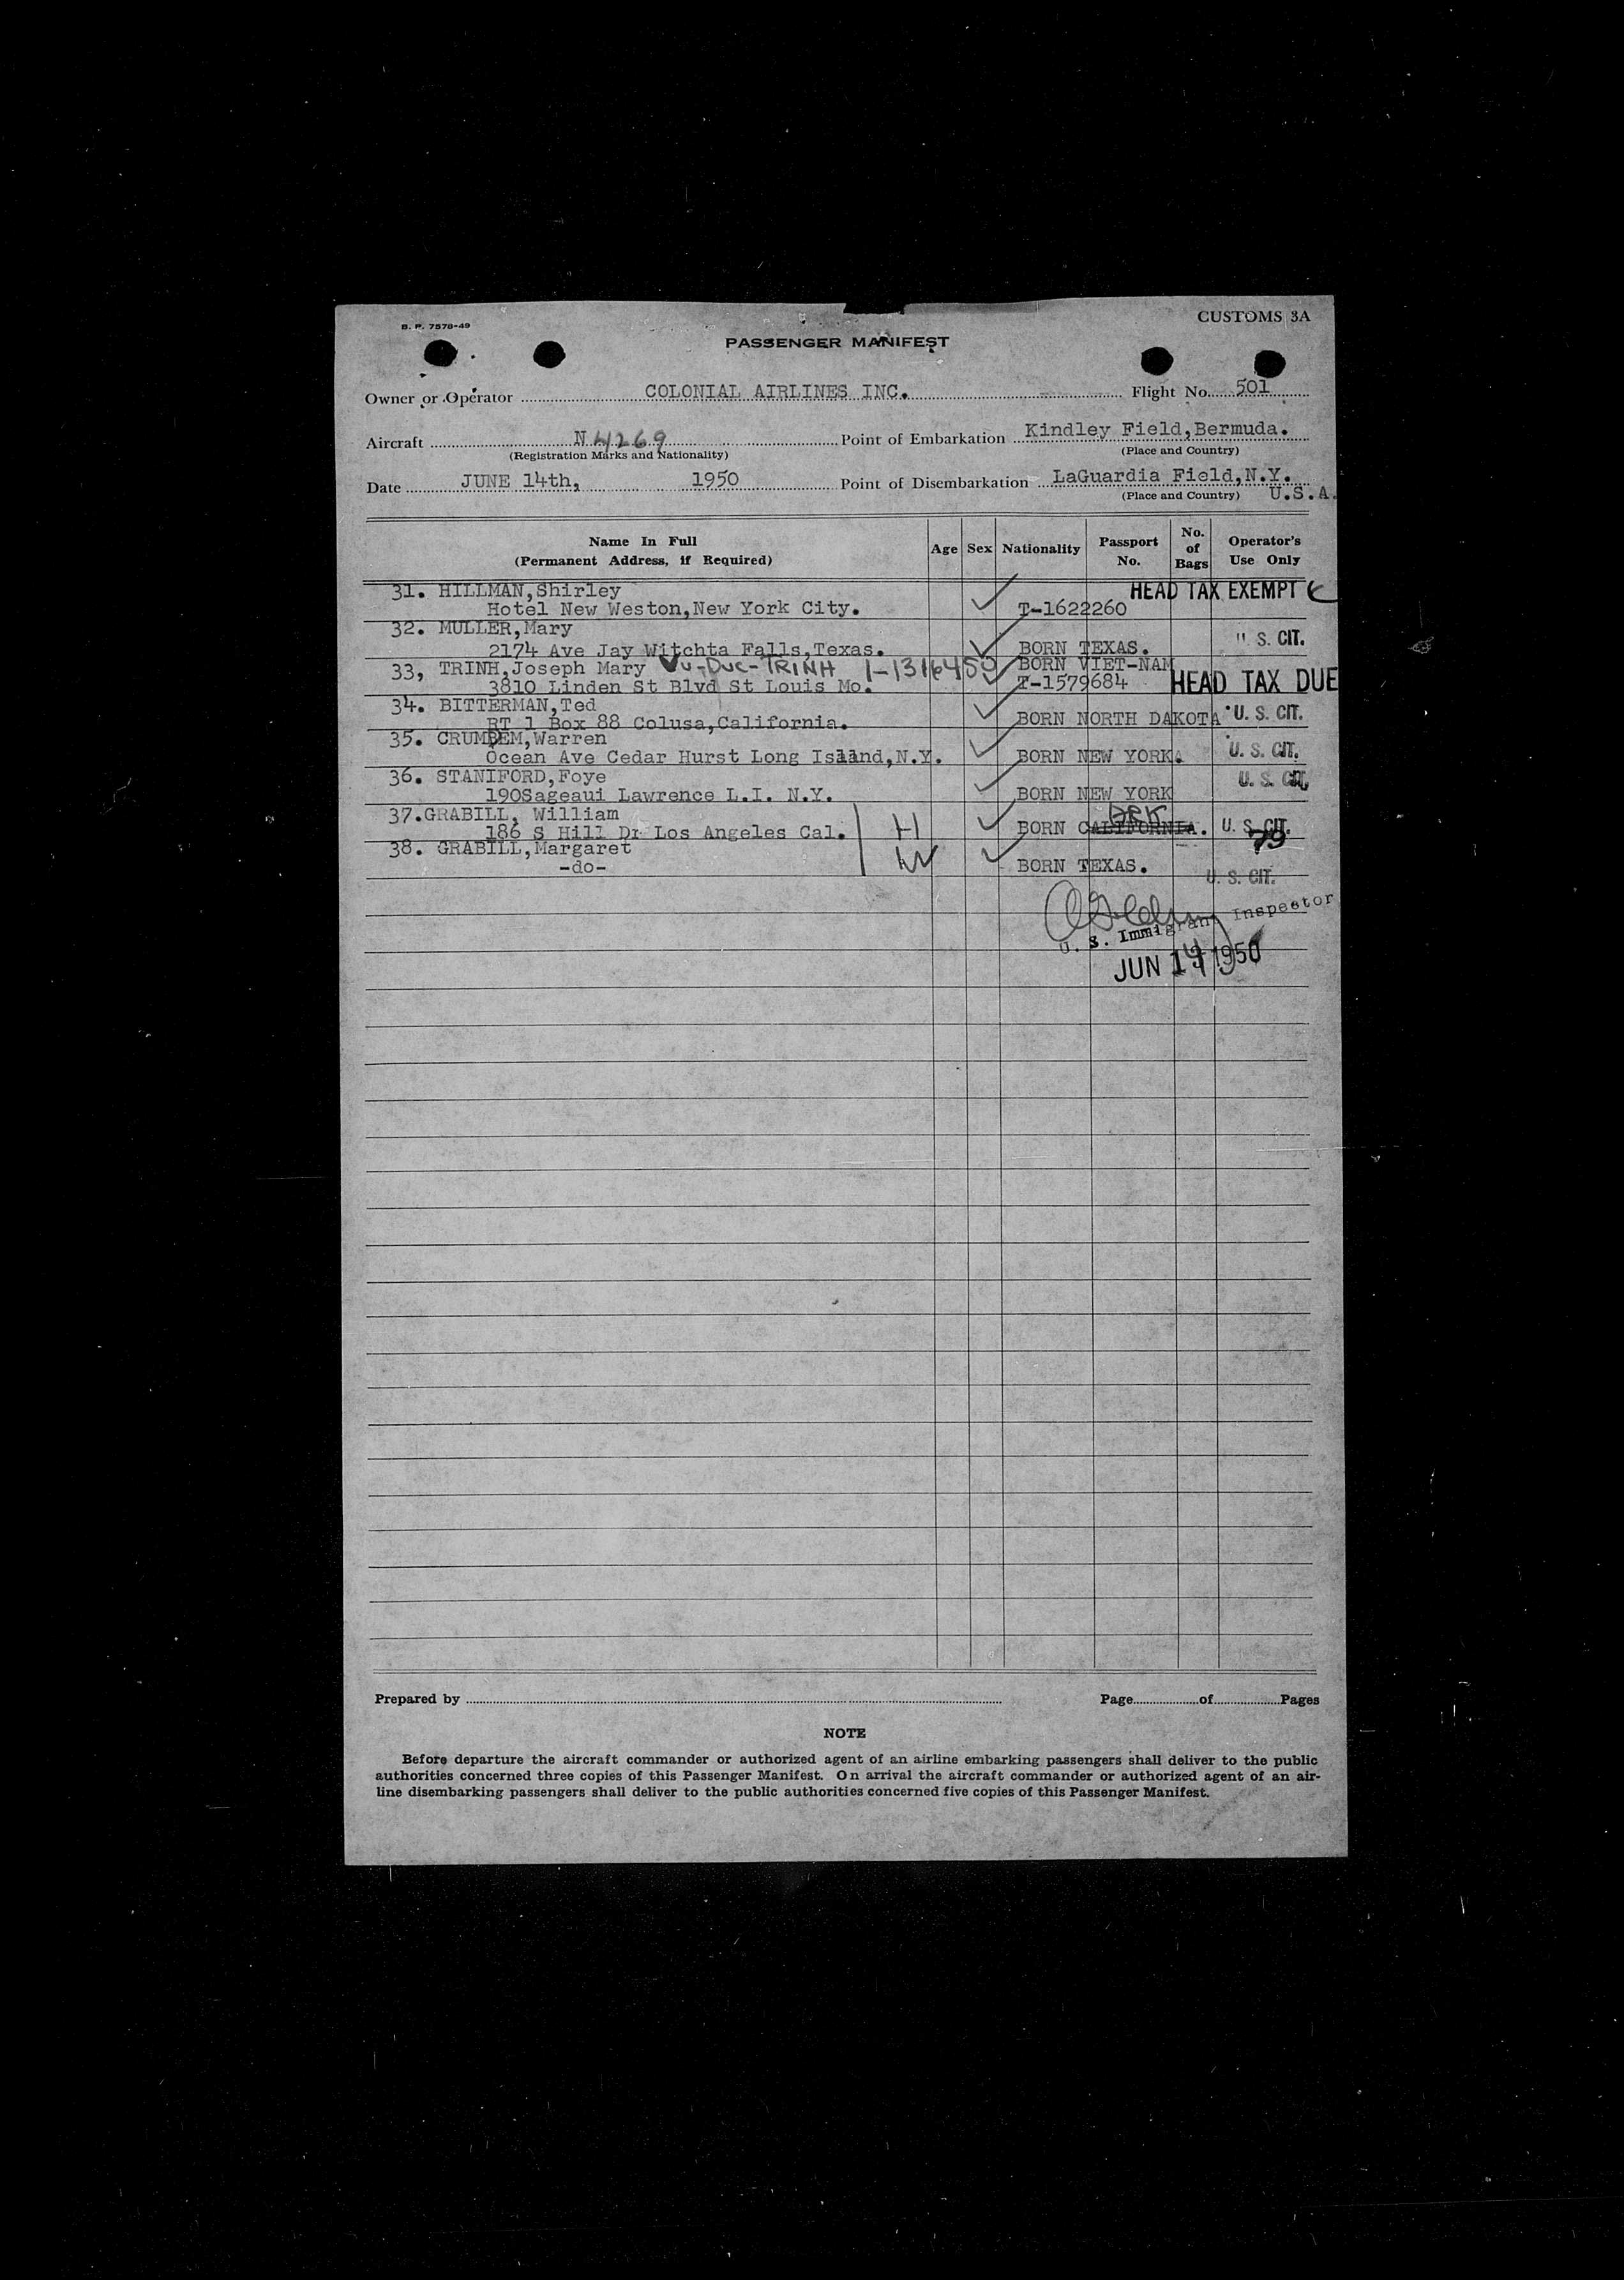 B. P. 7578-49
CUSTOMS 3A
PASSENGER MANIFEST
Owner or Operator COLONIAL AIRLINES INC. Flight No. 501
Aircraft N 4269 Point of Embarkation Kindley Field,Bermuda.
(Registration Marks and Nationality) (Place and Country)
Date JUNE 14th, 1950 Point of Disembarkation LaGuardia Field,N.Y.
(Place and Country) U.S.A.
Name In Full (Permanent Address, if Required) Age Sex Nationality Passport No. No. of Bags Operator's Use Only
31. HILLMAN,Shirley HEAD TAX EXEMPT
Hotel New Weston,New York City. T-1622260
32. MULLER,Mary U. S. CIT.
2174 Ave Jay Witchta Falls,Texas. BORN TEXAS.
33, TRINH,Joseph Mary Vu-Duc-TRINH 1-1316459 BORN VIET-NAM
3810 Linden St Blvd St Louis Mo. T-1579684 HEAD TAX DUE
34. BITTERMAN,Ted U. S. CIT.
RT 1 Box 88 Colusa,California. BORN NORTH DAKOTA
35. CRUMBEM,Warren U. S. CIT.
Ocean Ave Cedar Hurst Long Island,N.Y. BORN NEW YORK.
36. STANIFORD,Foye U. S. CIT.
190Sageaui Lawrence L.I. N.Y. BORN NEW YORK
37.GRABILL, William ARK
186 S Hill Dr Los Angeles Cal. H BORN CALIFORNIA. U. S. CIT.
38. GRABILL,Margaret W
-do- BORN TEXAS. U. S. CIT.
U. S. Immigrant Inspector
JUN 14 1950
Prepared by Page of Pages
NOTE
Before departure the aircraft commander or authorized agent of an airline embarking passengers shall deliver to the public
authorities concerned three copies of this Passenger Manifest. On arrival the aircraft commander or authorized agent of an air-
line disembarking passengers shall deliver to the public authorities concerned five copies of this Passenger Manifest.